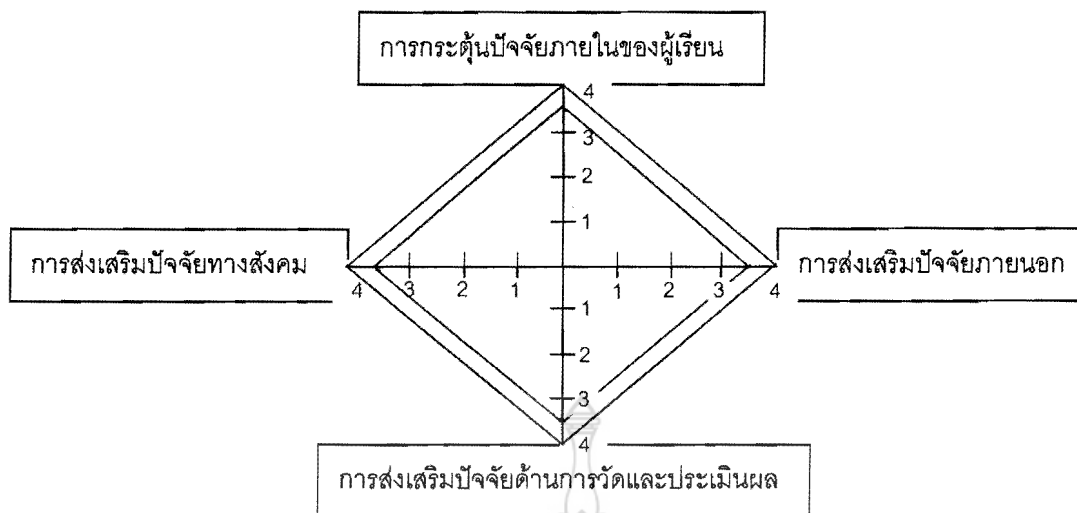 การกระตุ้นปัจจัยภายในของผู้เรียน
4
3
2
1
การส่งเสริมปัจจัยทางสังคม
การส่งเสริมปัจจัยภายนอก
4 3 2 1 1 2 3 4
1
2
3
4
การส่งเสริมปัจจัยด้านการวัดและประเมินผล